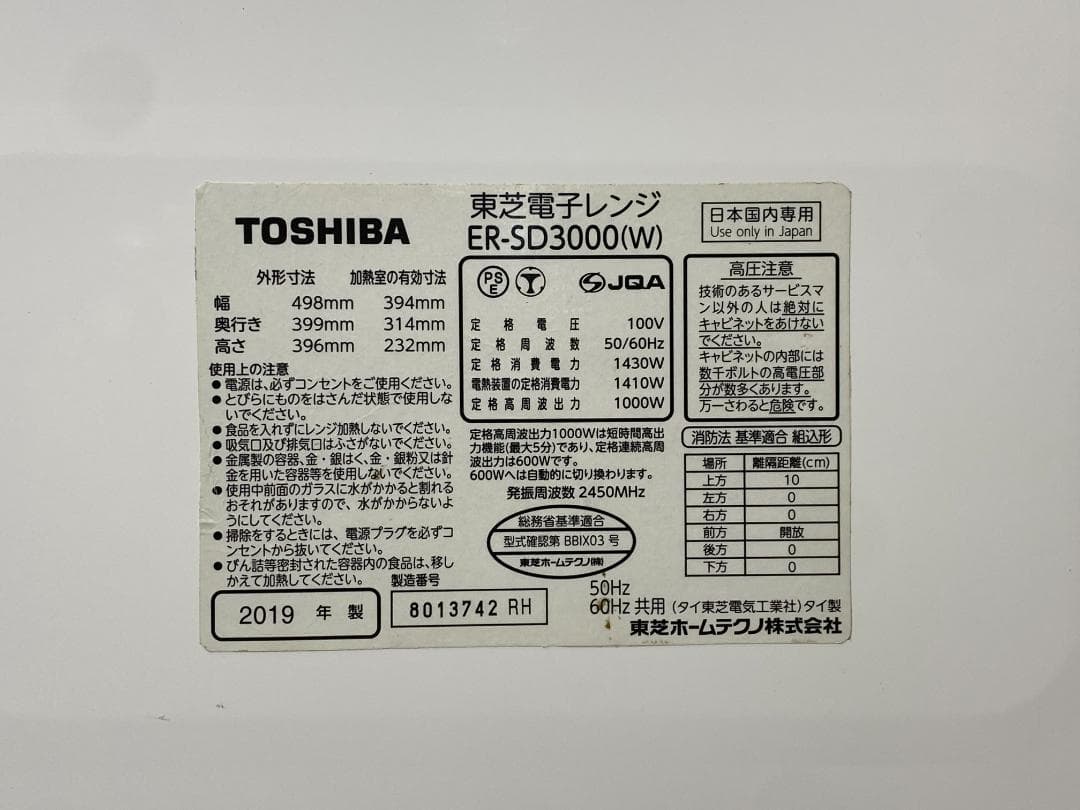 TOSHIBA
東芝電子レンジ
ER-SD3000(W)
日本国内専用
Use only in Japan
外形寸法 加熱室の有効寸法
幅 498mm 394mm
奥行き 399mm 314mm
高さ 396mm 232mm
使用上の注意
●電源は、必ずコンセントをご使用ください。
●とびらにものをはさんだ状態で使用しな
いでください。
●食品を入れずにレンジ加熱しないでください。
●吸気口及び排気口はふさがないでください。
●金属製の容器、金・銀はく、金・銀粉又は針
金を用いた容器等を使用しないでください。
●使用中前面のガラスに水がかかると割れる
おそれがありますので、水がかからないよ
うにしてください。
●掃除をするときには、電源プラグを必ずコ
ンセントから抜いてください。
●びん詰等密封された容器内の食品は、移し
かえて加熱してください。
2019 年 製
製造番号
8013742 RH
PS
E
JQA
定格電圧 100V
定格周波数 50/60Hz
定格消費電力 1430W
電熱装置の定格消費電力 1410W
定格高周波出力 1000W
定格高周波出力1000Wは短時間高出
力機能(最大5分)であり、定格連続高周
波出力は600Wです。
600Wへは自動的に切り換わります。
発振周波数 2450MHz
総務省基準適合
型式確認第 BBIX03 号
東芝ホームテクノ(株)
高圧注意
技術のあるサービスマ
ン以外の人は絶対に
キャビネットをあけない
でください。
キャビネットの内部には
数千ボルトの高電圧部
分が数多くあります。
万一さわると危険です。
消防法 基準適合 組込形
場所 離隔距離(cm)
上方 10
左方 0
右方 0
前方 開放
後方 0
下方 0
50Hz
60Hz 共用 (タイ東芝電気工業社)タイ製
東芝ホームテクノ株式会社